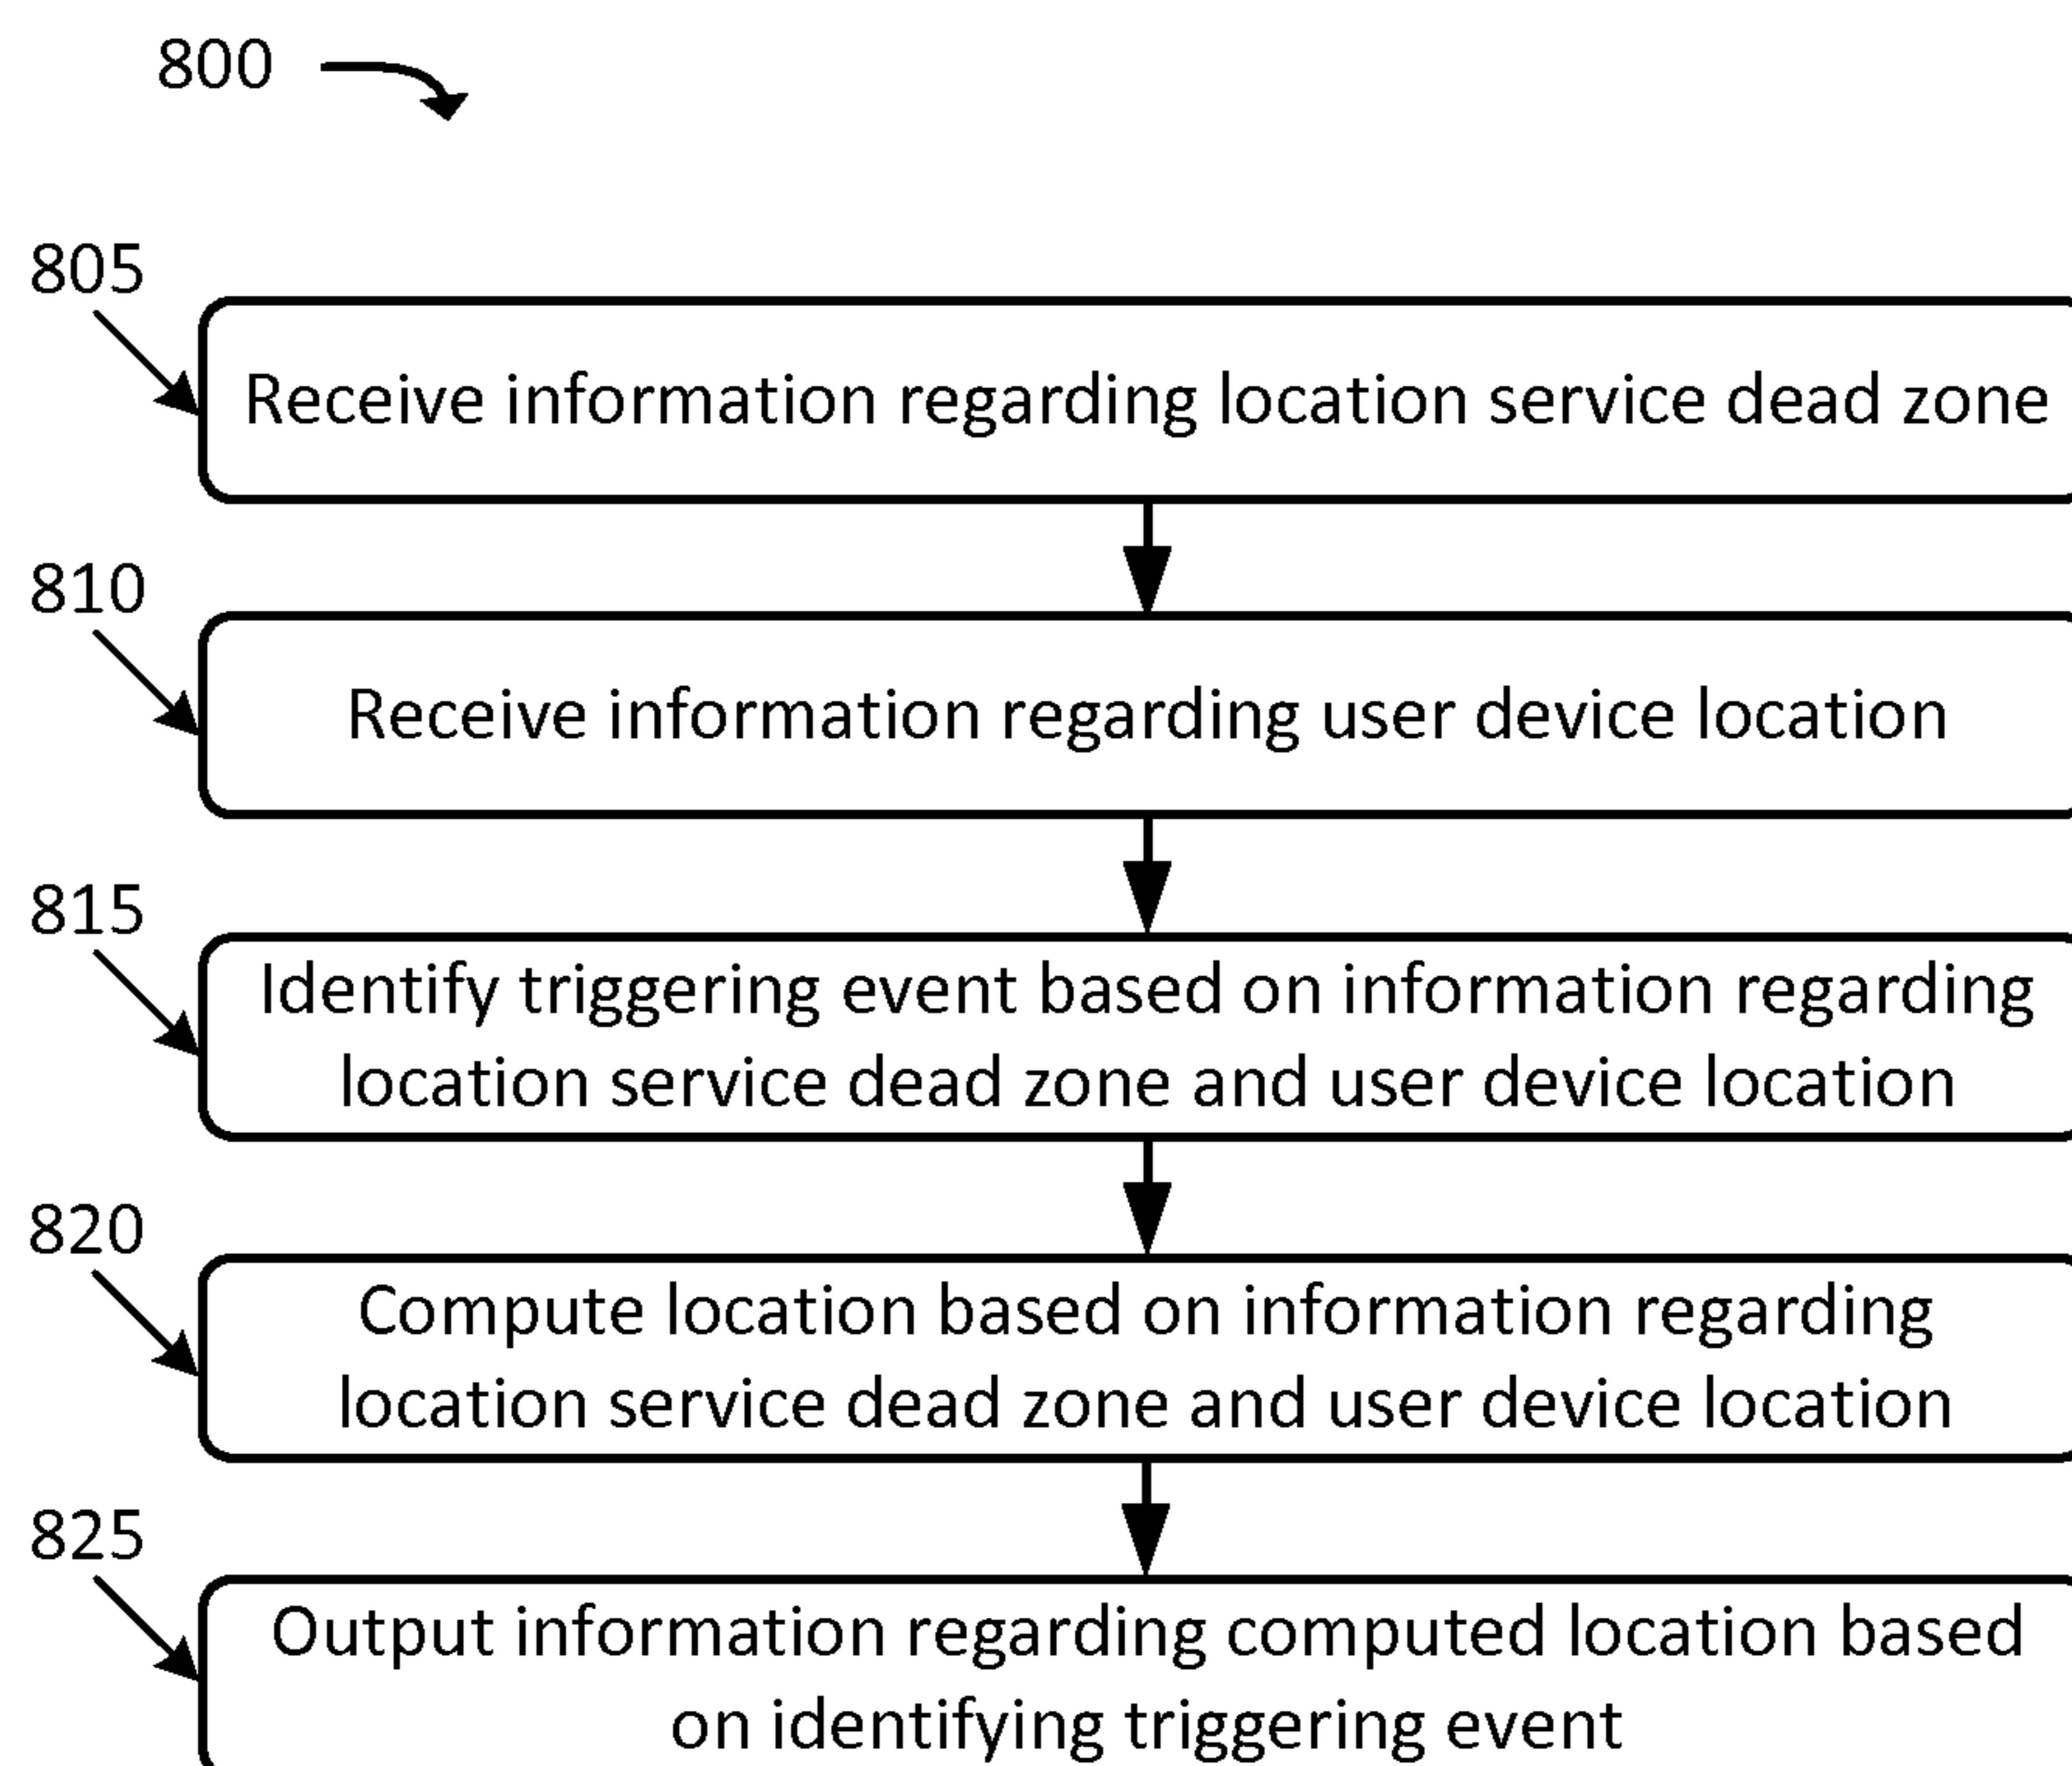 800
805
Receive information regarding location service dead zone
810
Receive information regarding user device location
815
Identify triggering event based on information regarding
location service dead zone and user device location
820
Compute location based on information regarding
location service dead zone and user device location
825
Output information regarding computed location based
on identifying triggering event